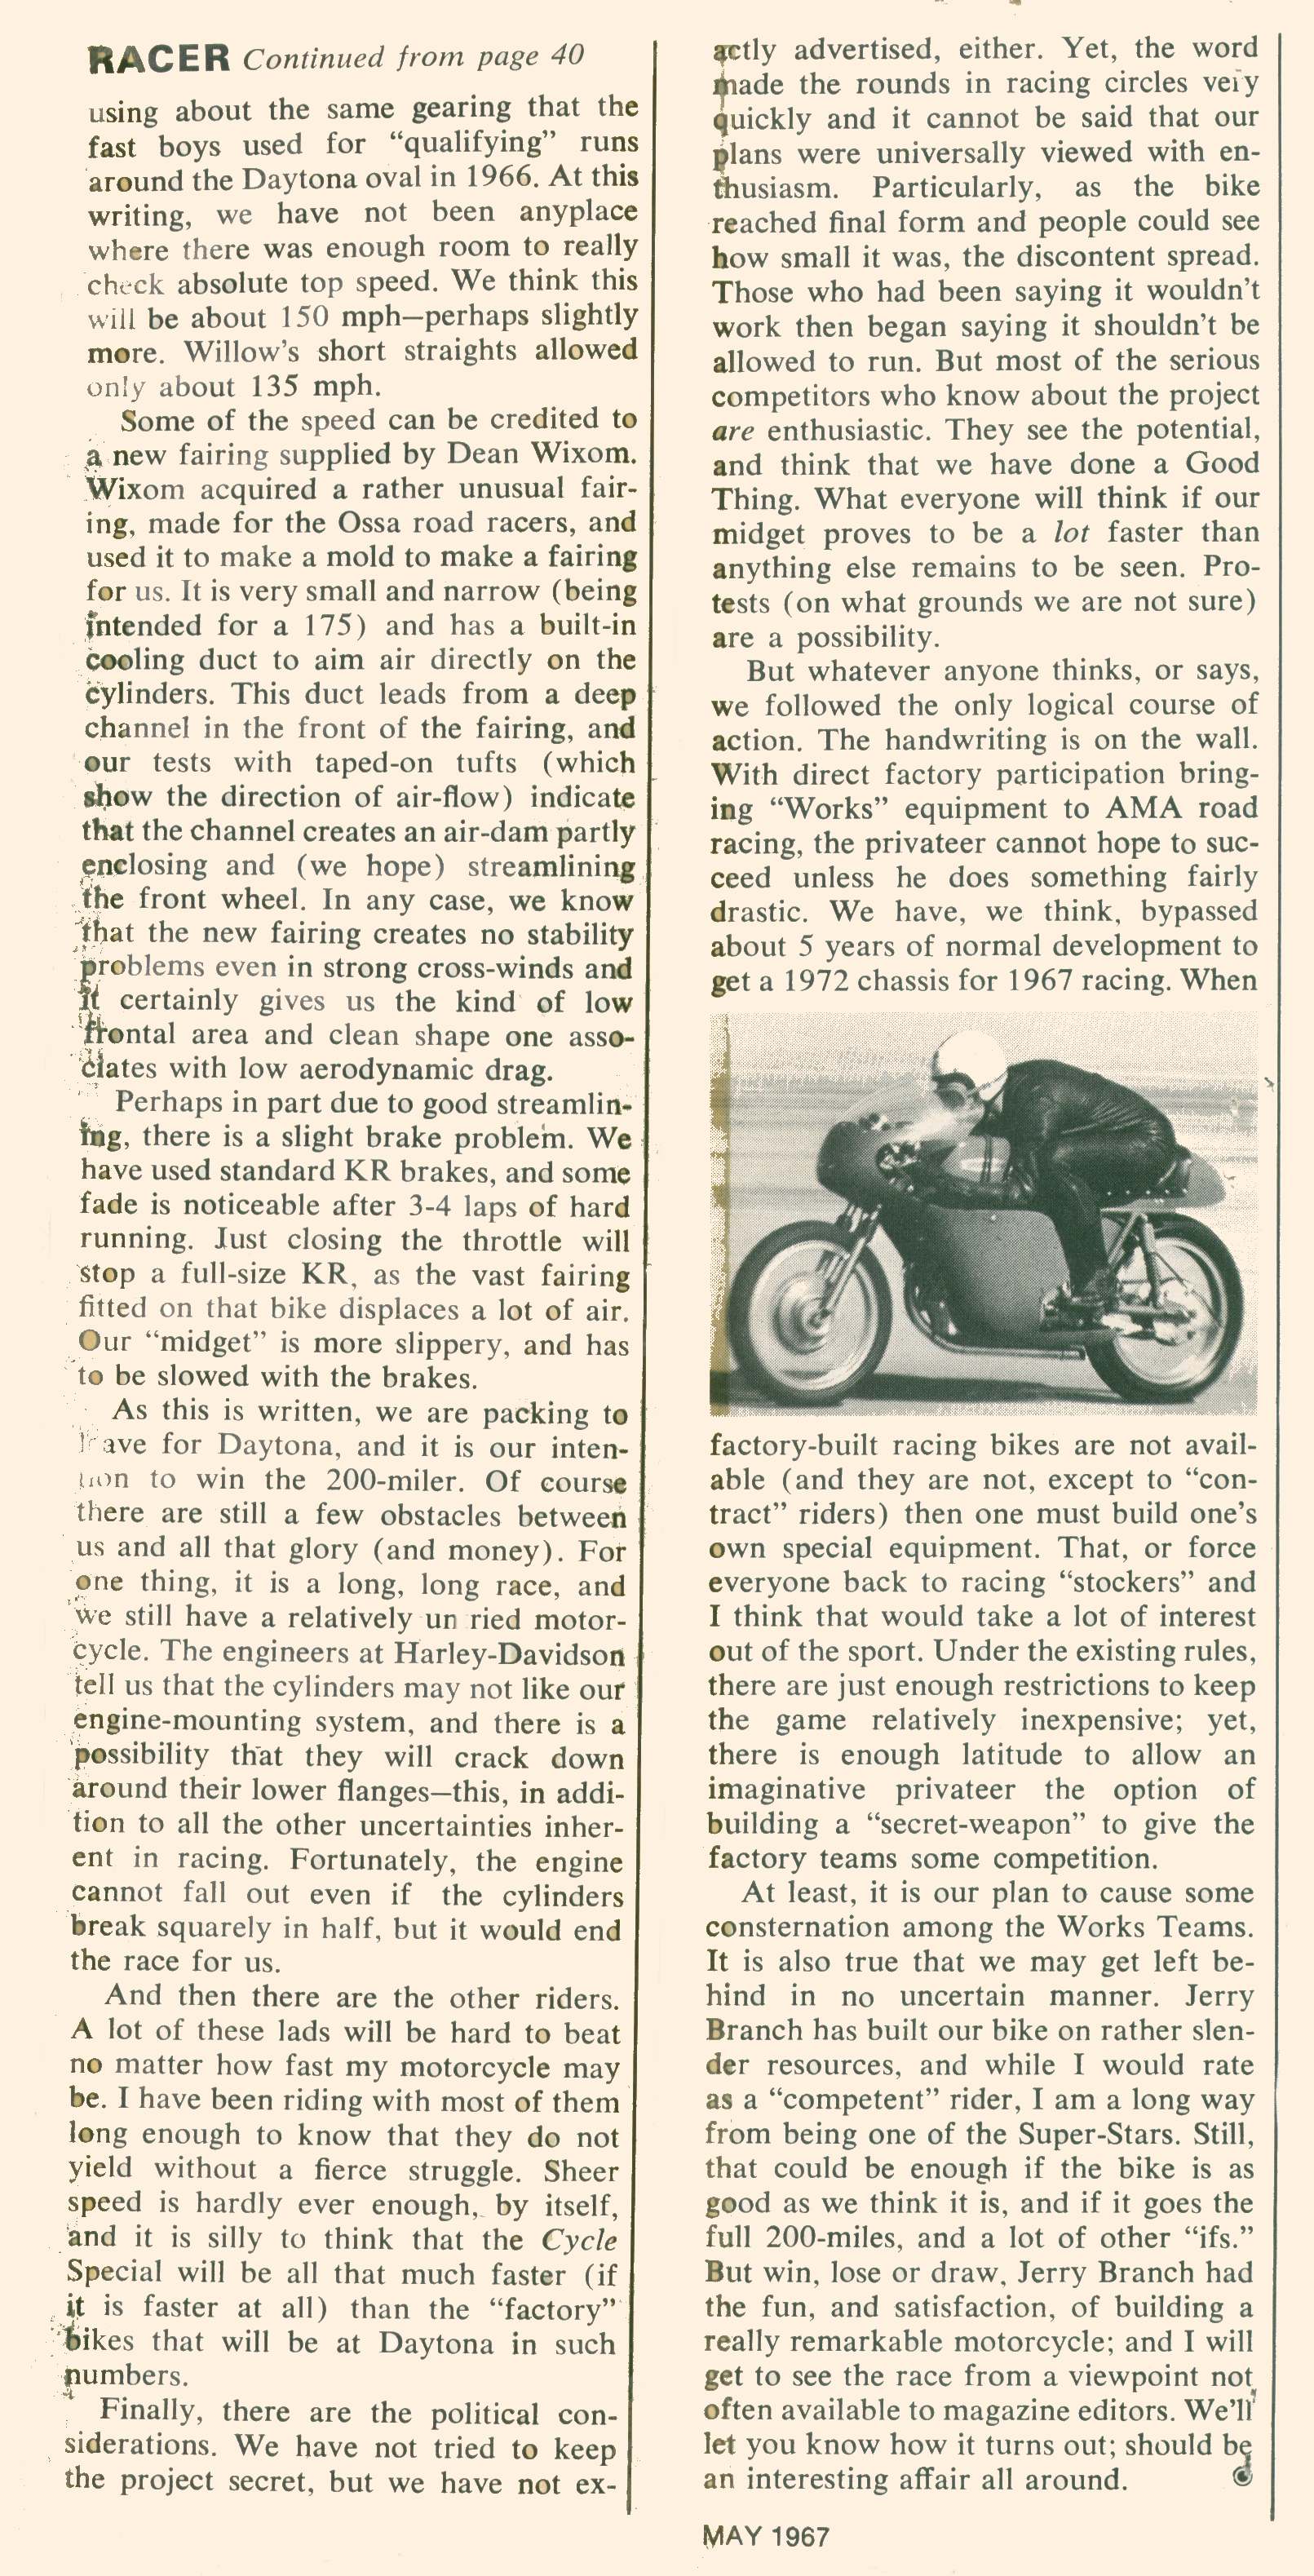 RACER Continued from page 40
using about the same gearing that the
fast boys used for “qualifying” runs
around the Daytona oval in 1966. At this
writing, we have not been anyplace
where there was enough room to really
check absolute top speed. We think this
will be about 150 mph—perhaps slightly
more. Willow’s short straights allowed
only about 135 mph.
Some of the speed can be credited to
a new fairing supplied by Dean Wixom.
Wixom acquired a rather unusual fair-
ing, made for the Ossa road racers, and
used it to make a mold to make a fairing
for us. It is very small and narrow (being
intended for a 175) and has a built-in
cooling duct to aim air directly on the
cylinders. This duct leads from a deep
channel in the front of the fairing, and
our tests with taped-on tufts (which
show the direction of air-flow) indicate
that the channel creates an air-dam partly
enclosing and (we hope) streamlining
the front wheel. In any case, we know
that the new fairing creates no stability
problems even in strong cross-winds and
it certainly gives us the kind of low
frontal area and clean shape one asso-
ciates with low aerodynamic drag.
Perhaps in part due to good streamlin-
ing, there is a slight brake problem. We
have used standard KR brakes, and some
fade is noticeable after 3-4 laps of hard
running. Just closing the throttle will
stop a full-size KR, as the vast fairing
fitted on that bike displaces a lot of air.
Our “midget” is more slippery, and has
to be slowed with the brakes.
As this is written, we are packing to
leave for Daytona, and it is our inten-
tion to win the 200-miler. Of course
there are still a few obstacles between
us and all that glory (and money). For
one thing, it is a long, long race, and
we still have a relatively un ried motor-
cycle. The engineers at Harley-Davidson
tell us that the cylinders may not like our
engine-mounting system, and there is a
possibility that they will crack down
around their lower flanges—this, in addi-
tion to all the other uncertainties inher-
ent in racing. Fortunately, the engine
cannot fall out even if the cylinders
break squarely in half, but it would end
the race for us.
And then there are the other riders.
A lot of these lads will be hard to beat
no matter how fast my motorcycle may
be. I have been riding with most of them
long enough to know that they do not
yield without a fierce struggle. Sheer
speed is hardly ever enough, by itself,
and it is silly to think that the Cycle
Special will be all that much faster (if
it is faster at all) than the “factory”
bikes that will be at Daytona in such
numbers.
Finally, there are the political con-
siderations. We have not tried to keep
the project secret, but we have not ex-
actly advertised, either. Yet, the word
made the rounds in racing circles very
quickly and it cannot be said that our
plans were universally viewed with en-
thusiasm. Particularly, as the bike
reached final form and people could see
how small it was, the discontent spread.
Those who had been saying it wouldn’t
work then began saying it shouldn’t be
allowed to run. But most of the serious
competitors who know about the project
are enthusiastic. They see the potential,
and think that we have done a Good
Thing. What everyone will think if our
midget proves to be a lot faster than
anything else remains to be seen. Pro-
tests (on what grounds we are not sure)
are a possibility.
But whatever anyone thinks, or says,
we followed the only logical course of
action. The handwriting is on the wall.
With direct factory participation bring-
ing “Works” equipment to AMA road
racing, the privateer cannot hope to suc-
ceed unless he does something fairly
drastic. We have, we think, bypassed
about 5 years of normal development to
get a 1972 chassis for 1967 racing. When
factory-built racing bikes are not avail-
able (and they are not, except to “con-
tract” riders) then one must build one’s
own special equipment. That, or force
everyone back to racing “stockers” and
I think that would take a lot of interest
out of the sport. Under the existing rules,
there are just enough restrictions to keep
the game relatively inexpensive; yet,
there is enough latitude to allow an
imaginative privateer the option of
building a “secret-weapon” to give the
factory teams some competition.
At least, it is our plan to cause some
consternation among the Works Teams.
It is also true that we may get left be-
hind in no uncertain manner. Jerry
Branch has built our bike on rather slen-
der resources, and while I would rate
as a “competent” rider, I am a long way
from being one of the Super-Stars. Still,
that could be enough if the bike is as
good as we think it is, and if it goes the
full 200-miles, and a lot of other “ifs.”
But win, lose or draw, Jerry Branch had
the fun, and satisfaction, of building a
really remarkable motorcycle; and I will
get to see the race from a viewpoint not
often available to magazine editors. We’ll
let you know how it turns out; should be
an interesting affair all around.
MAY 1967